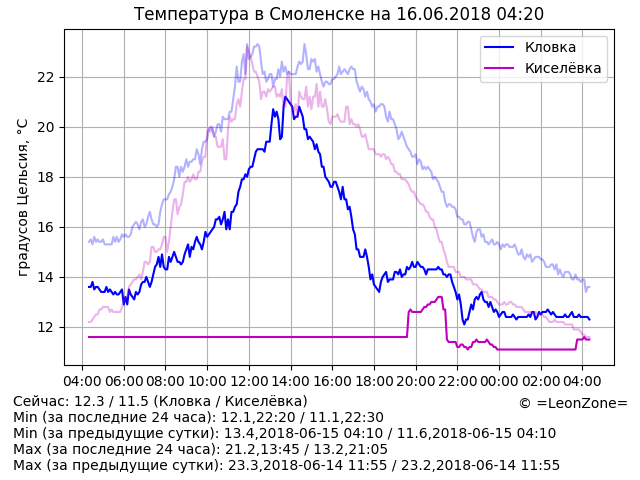 Температура в Смоленске на 16.06.2018 04:20
градусов Цельсия, °C
22
20
18
16
14
12
Кловка
Киселёвка
04:00 06:00 08:00 10:00 12:00 14:00 16:00 18:00 20:00 22:00 00:00 02:00 04:00
Сейчас: 12.3 / 11.5 (Кловка / Киселёвка)
© =LeonZone=
Min (за последние 24 часа): 12.1,22:20 / 11.1,22:30
Min (за предыдущие сутки): 13.4,2018-06-15 04:10 / 11.6,2018-06-15 04:10
Max (за последние 24 часа): 21.2,13:45 / 13.2,21:05
Max (за предыдущие сутки): 23.3,2018-06-14 11:55 / 23.2,2018-06-14 11:55